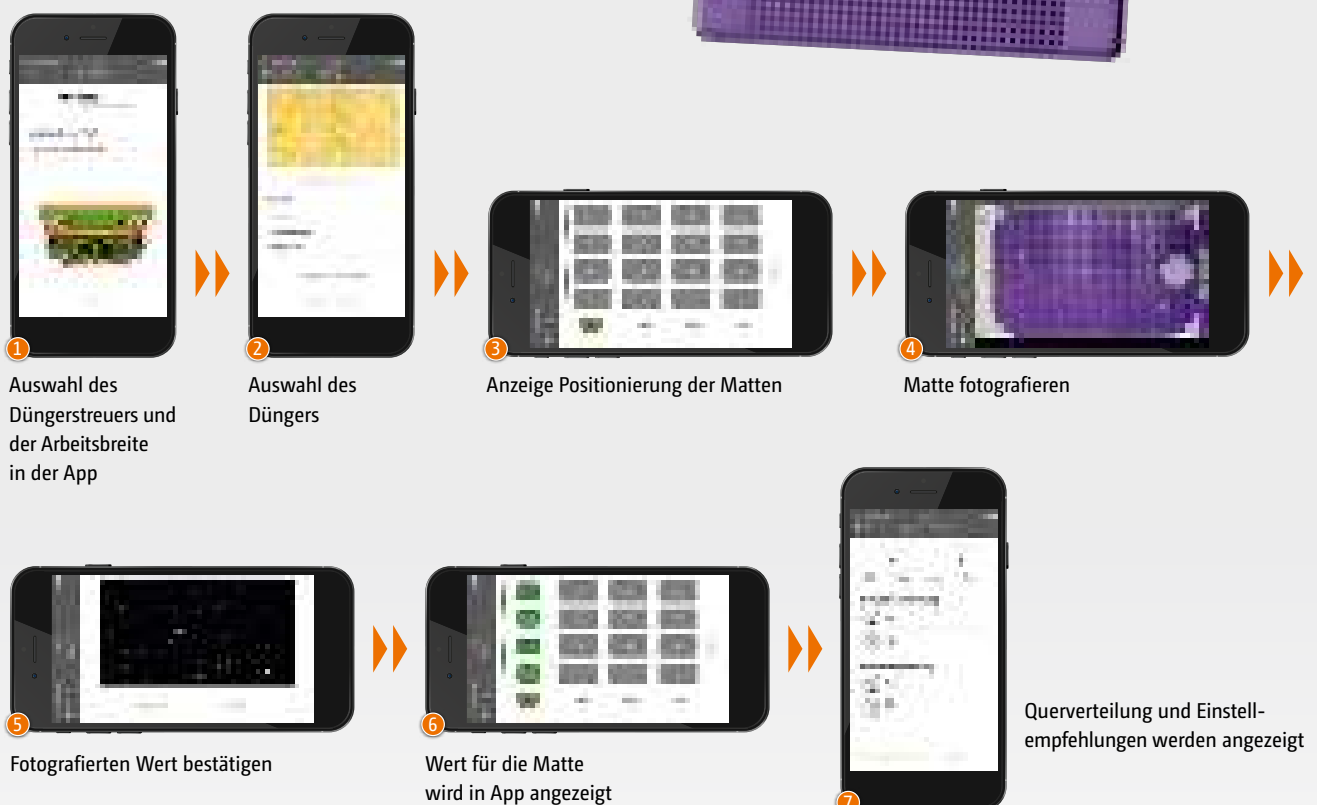 1
Auswahl des
Düngerstreuers und
der Arbeitsbreite
in der App
2
Auswahl des
Düngers
3
Anzeige Positionierung der Matten
4
Matte fotografieren
5
Fotografierten Wert bestätigen
6
Wert für die Matte
wird in App angezeigt
7
Querverteilung und Einstell-
empfehlungen werden angezeigt